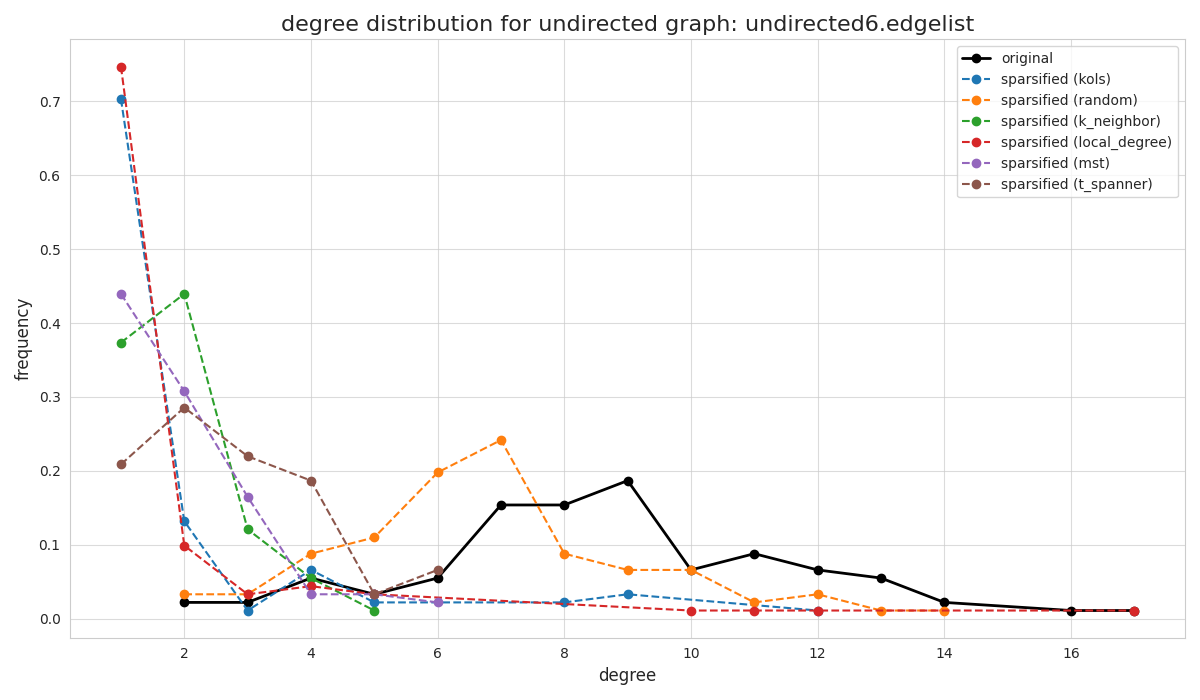 degree distribution for undirected graph: undirected6.edgelist
original
sparsified (kols)
sparsified (random)
sparsified (k_neighbor)
sparsified (local_degree)
sparsified (mst)
sparsified (t_spanner)
frequency
0.7
0.6
0.5
0.4
0.3
0.2
0.1
0.0
2 4 6 8 10 12 14 16
degree